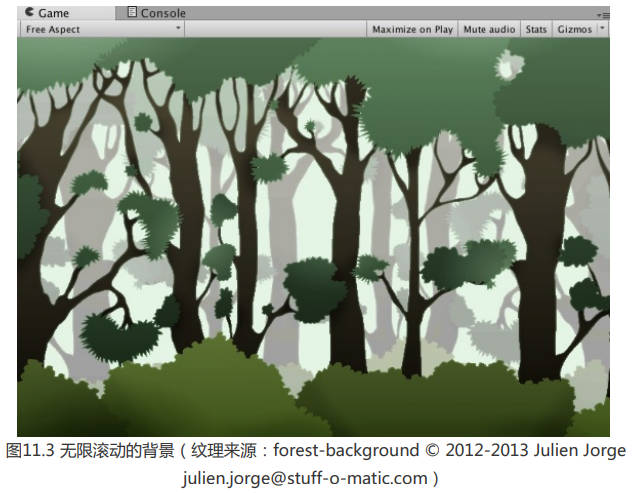 Game Console
Free Aspect Maximize on Play Mute audio Stats Gizmos
图11.3 无限滚动的背景（纹理来源：forest-background © 2012-2013 Julien Jorge
julien.jorge@stuff-o-matic.com）